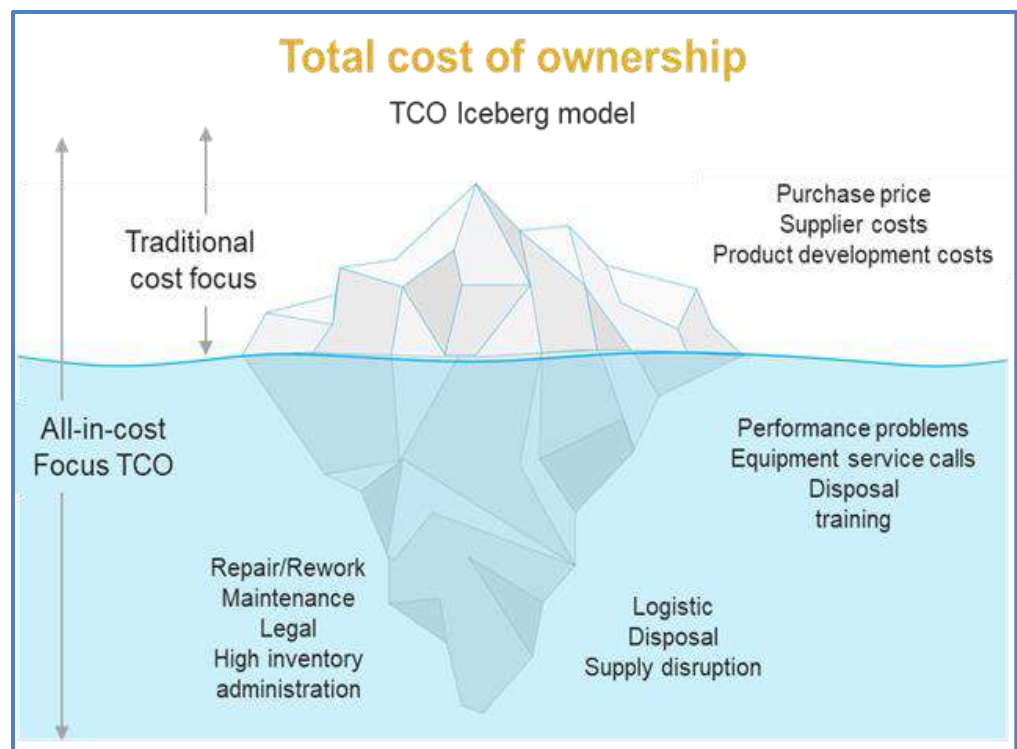 Total cost of ownership
TCO Iceberg model
Traditional
cost focus
Purchase price
Supplier costs
Product development costs
All-in-cost
Focus TCO
Performance problems
Equipment service calls
Disposal
training
Repair/Rework
Maintenance
Legal
High inventory
administration
Logistic
Disposal
Supply disruption